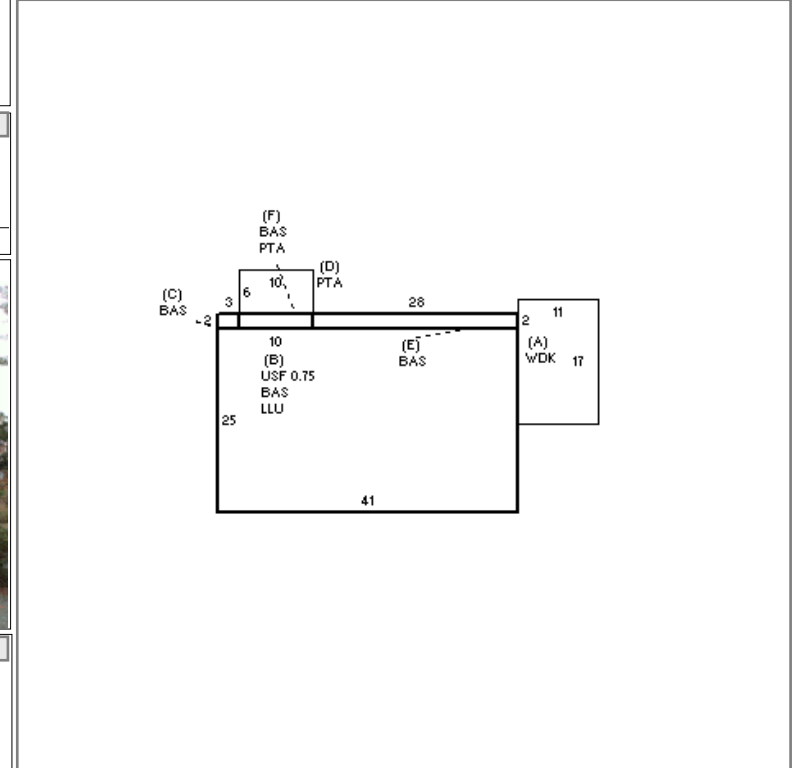 (F)
BAS
PTA
(D)
PTA
10
6
(C)
BAS
3
28
11
2
2
10
(E)
BAS
(A)
WDK
17
(B)
USF 0.75
BAS
LLU
25
41